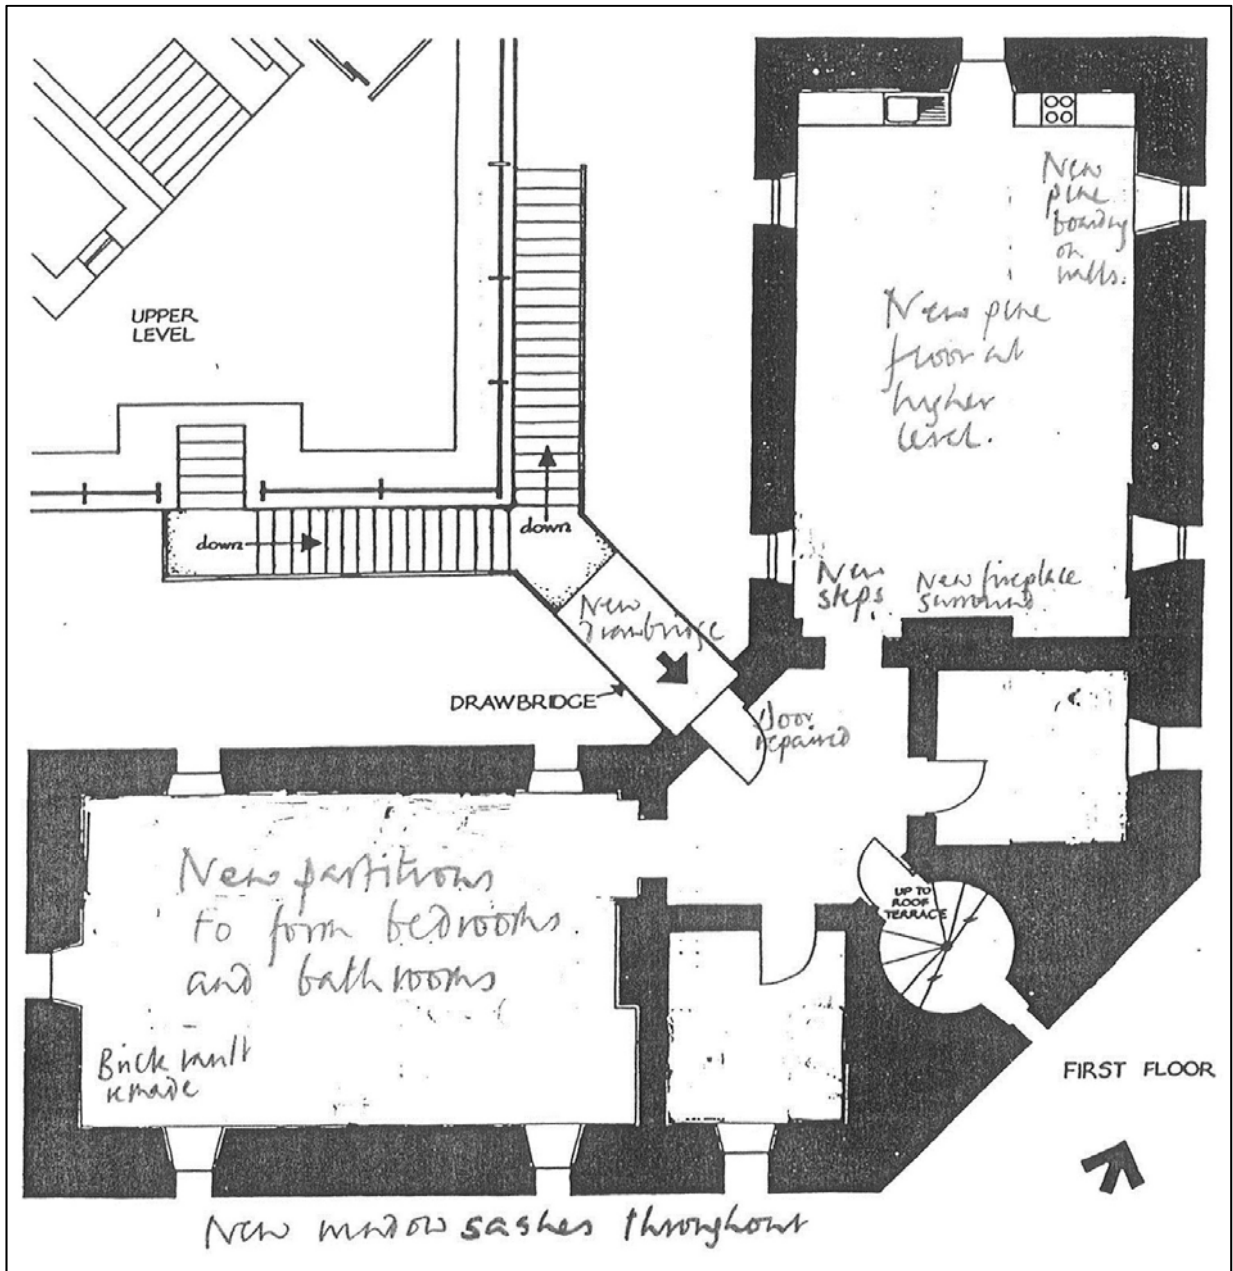 New
pine
boarding
on
walls.
UPPER
LEVEL
New pine
floor at
higher
level.
down
down
New
steps
New fireplace
surround
New
Drawbridge
DRAWBRIDGE
door
repaired
New partitions
to form bedrooms
and bathrooms
UP TO
ROOF
TERRACE
Brick vault
remade
FIRST FLOOR
New window sashes throughout